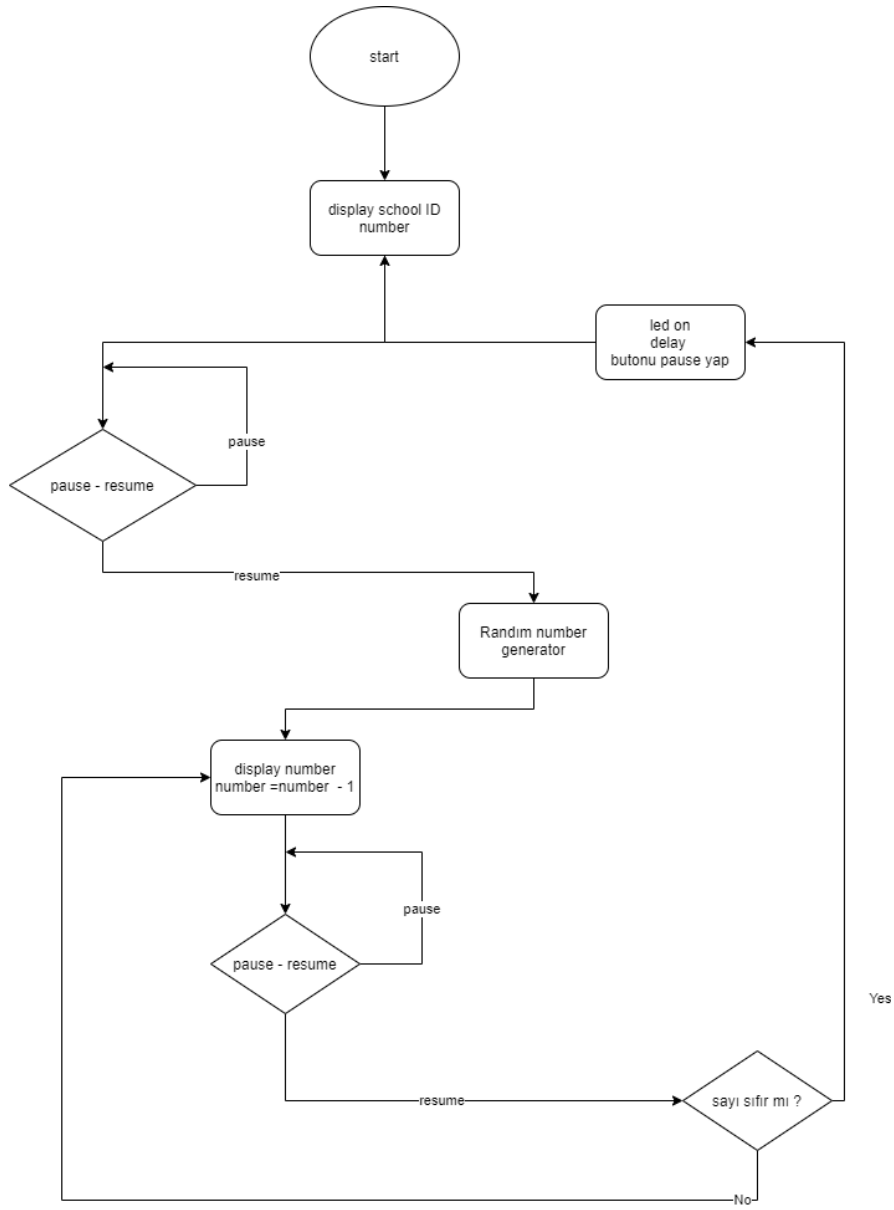 start
display school ID
number
led on
delay
butonu pause yap
pause
pause - resume
resume
Randım number
generator
display number
number =number - 1
pause
pause - resume
Yes
resume
sayı sıfır mı ?
No